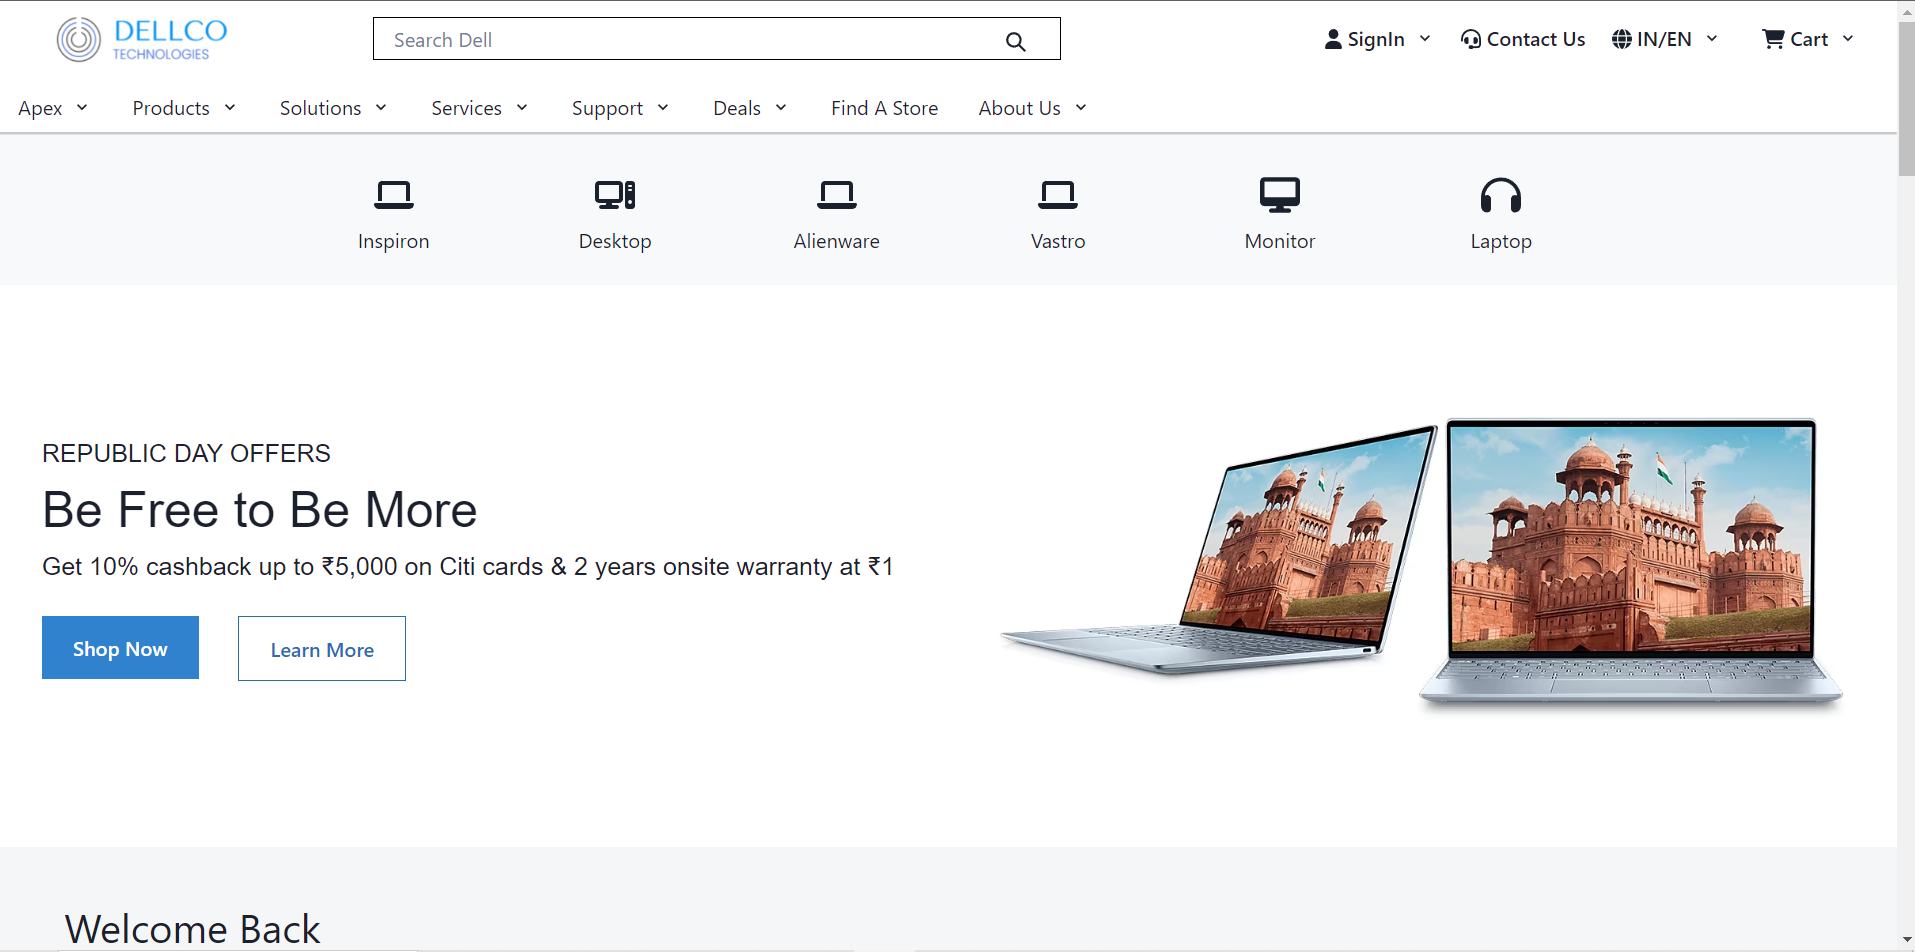 DELLCO
TECHNOLOGIES
Search Dell
SignIn
Contact Us
IN/EN
Cart
Apex
Products
Solutions
Services
Support
Deals
Find A Store
About Us
Inspiron
Desktop
Alienware
Vastro
Monitor
Laptop
REPUBLIC DAY OFFERS
Be Free to Be More
Get 10% cashback up to ₹5,000 on Citi cards & 2 years onsite warranty at ₹1
Shop Now
Learn More
Welcome Back